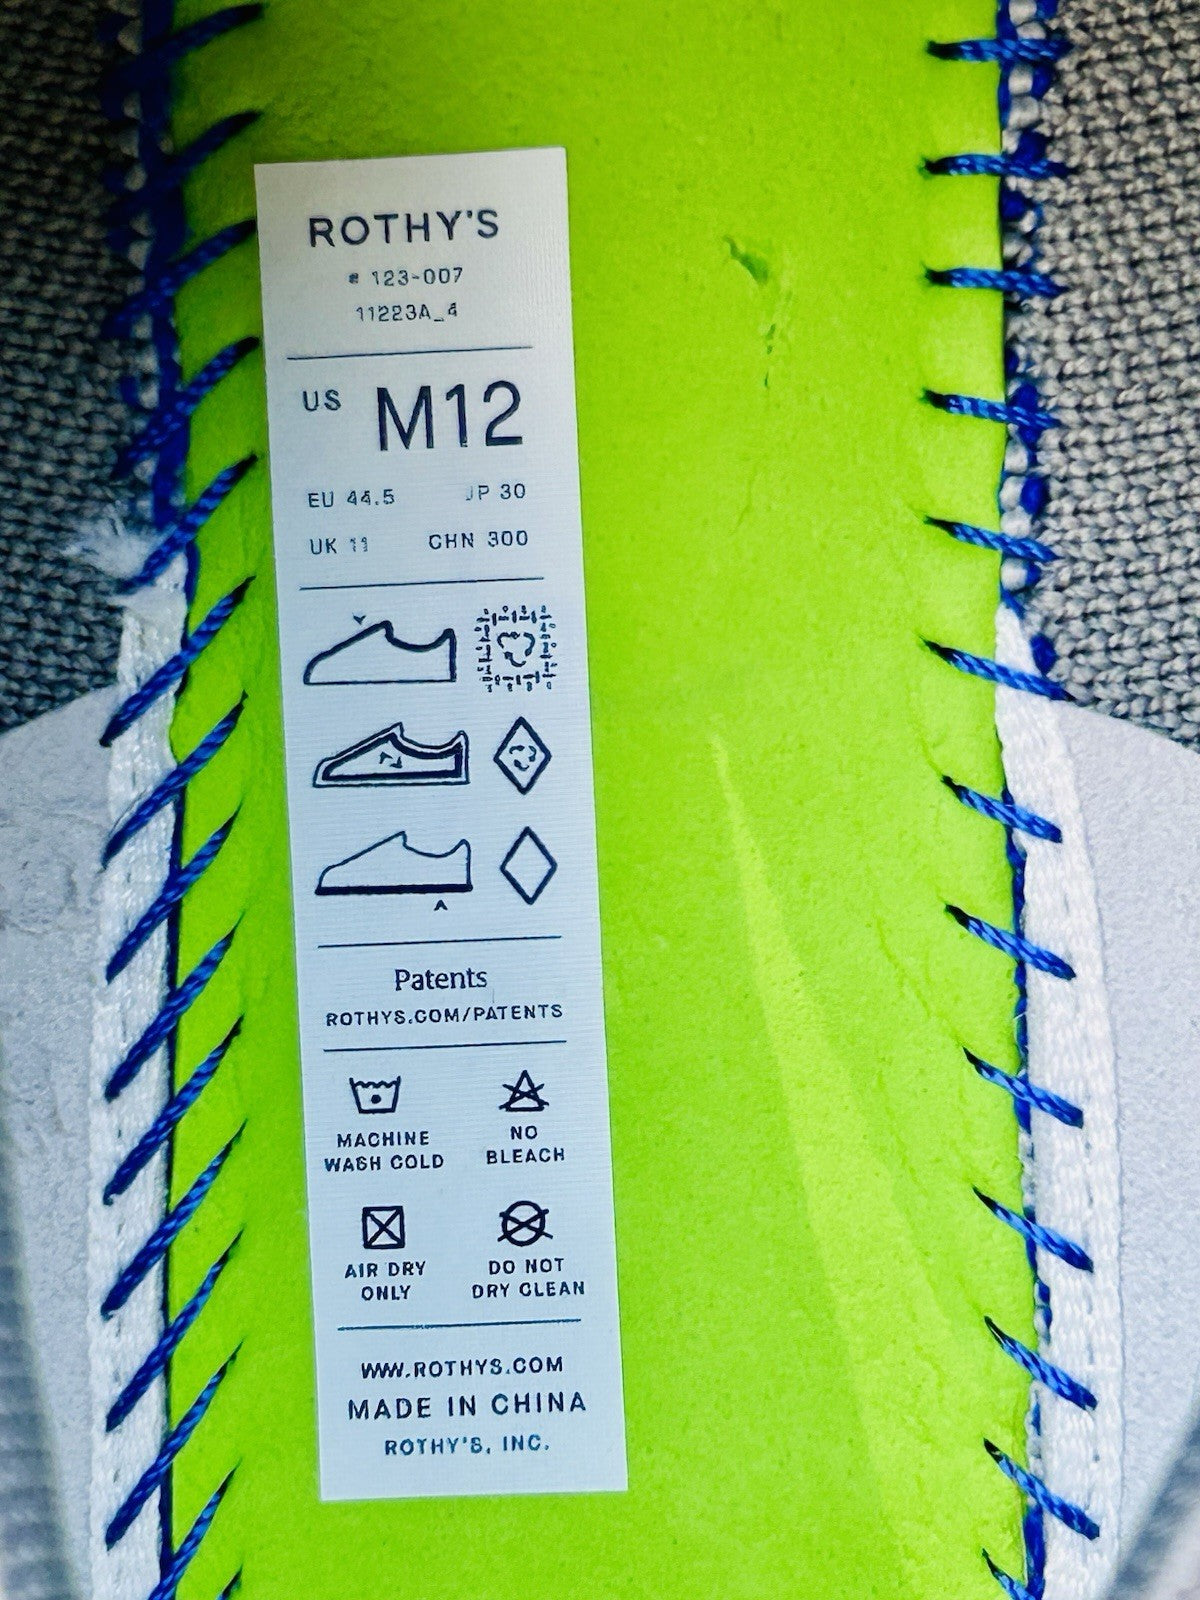 ROTHY'S
# 123-007
11223A_4
US M12
EU 44.5 JP 30
UK 11 CHN 300
Patents
ROTHYS.COM/PATENTS
MACHINE
WASH COLD
NO
BLEACH
AIR DRY
ONLY
DO NOT
DRY CLEAN
WWW.ROTHYS.COM
MADE IN CHINA
ROTHY'S, INC.